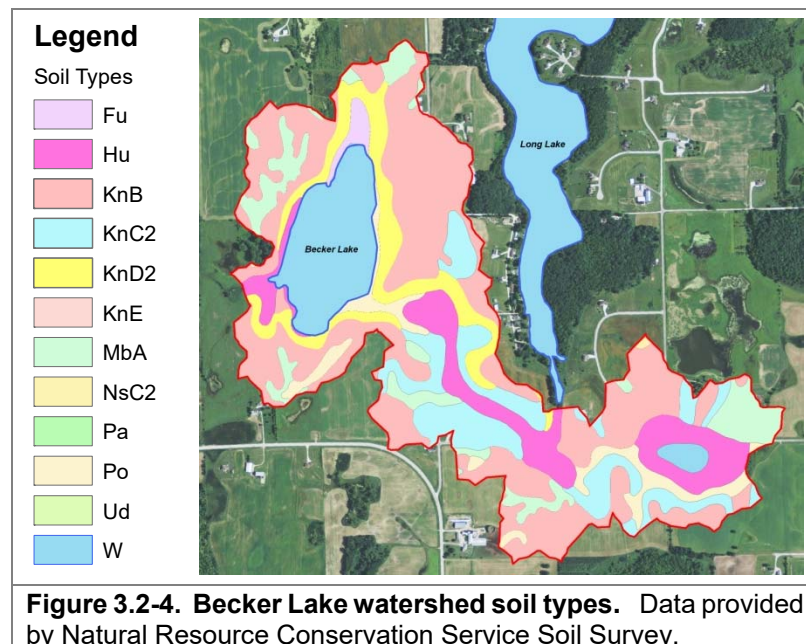 Legend
Soil Types
Fu
Hu
KnB
KnC2
KnD2
KnE
MbA
NsC2
Pa
Po
Ud
W
Long Lake
Becker Lake
Figure 3.2-4. Becker Lake watershed soil types. Data provided
by Natural Resource Conservation Service Soil Survey.